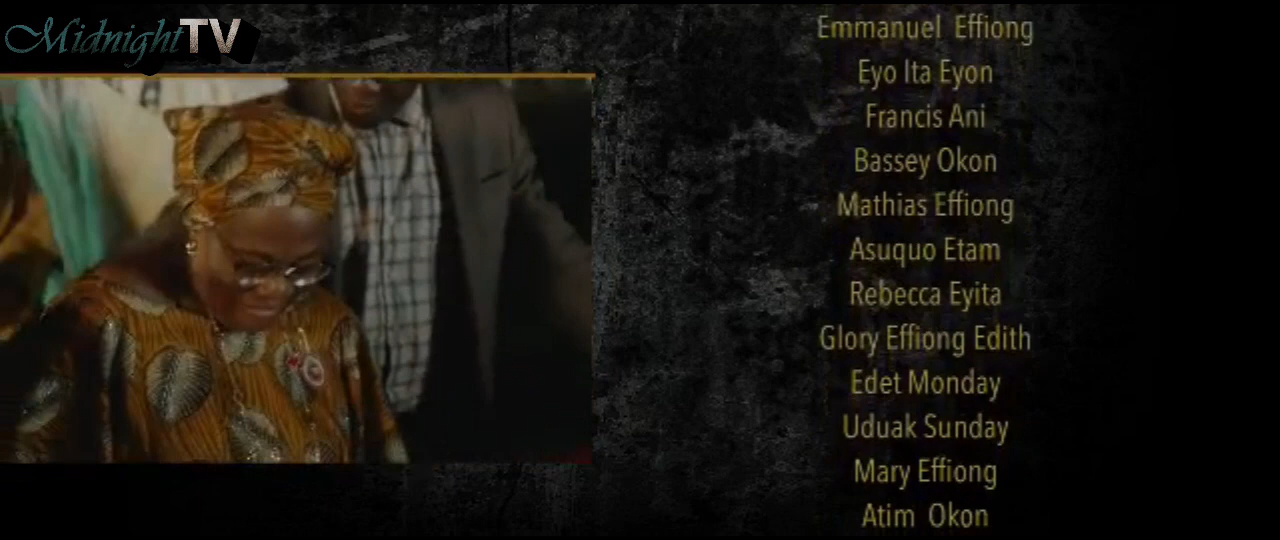 MidnightTV
Emmanuel Effiong
Eyo Ita Eyon
Francis Ani
Bassey Okon
Mathias Effiong
Asuquo Etam
Rebecca Eyita
Glory Effiong Edith
Edet Monday
Uduak Sunday
Mary Effiong
Atim Okon